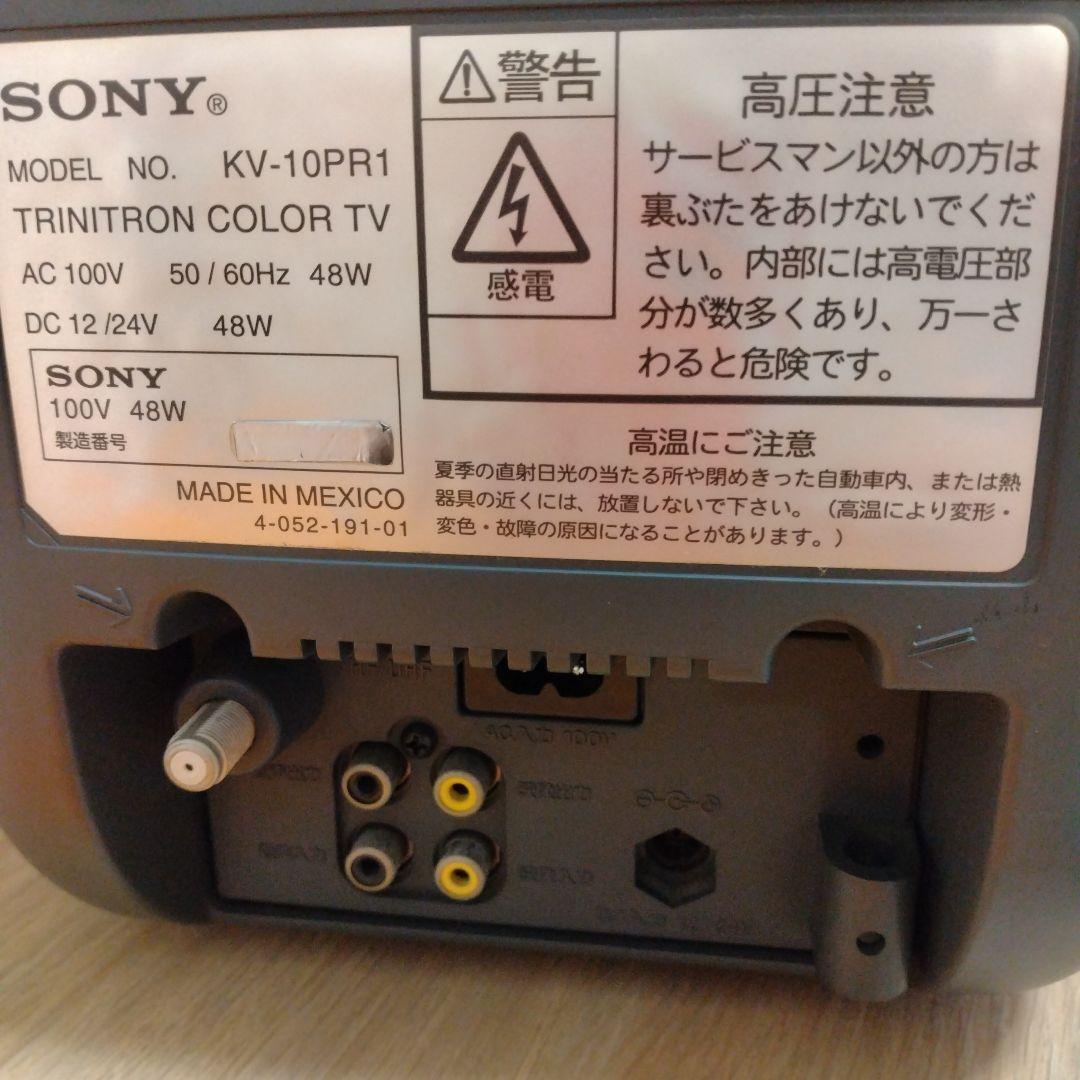 SONY®
MODEL NO. KV-10PR1
TRINITRON COLOR TV
AC 100V 50 / 60Hz 48W
DC 12 /24V 48W
SONY
100V 48W
製造番号
MADE IN MEXICO
4-052-191-01
警告
感電
高圧注意
サービスマン以外の方は
裏ぶたをあけないでくだ
さい。内部には高電圧部
分が数多くあり、万一さ
わると危険です。
高温にご注意
夏季の直射日光の当たる所や閉めきった自動車内、または熱
器具の近くには、放置しないで下さい。（高温により変形・
変色・故障の原因になることがあります。）
AC入力 100V